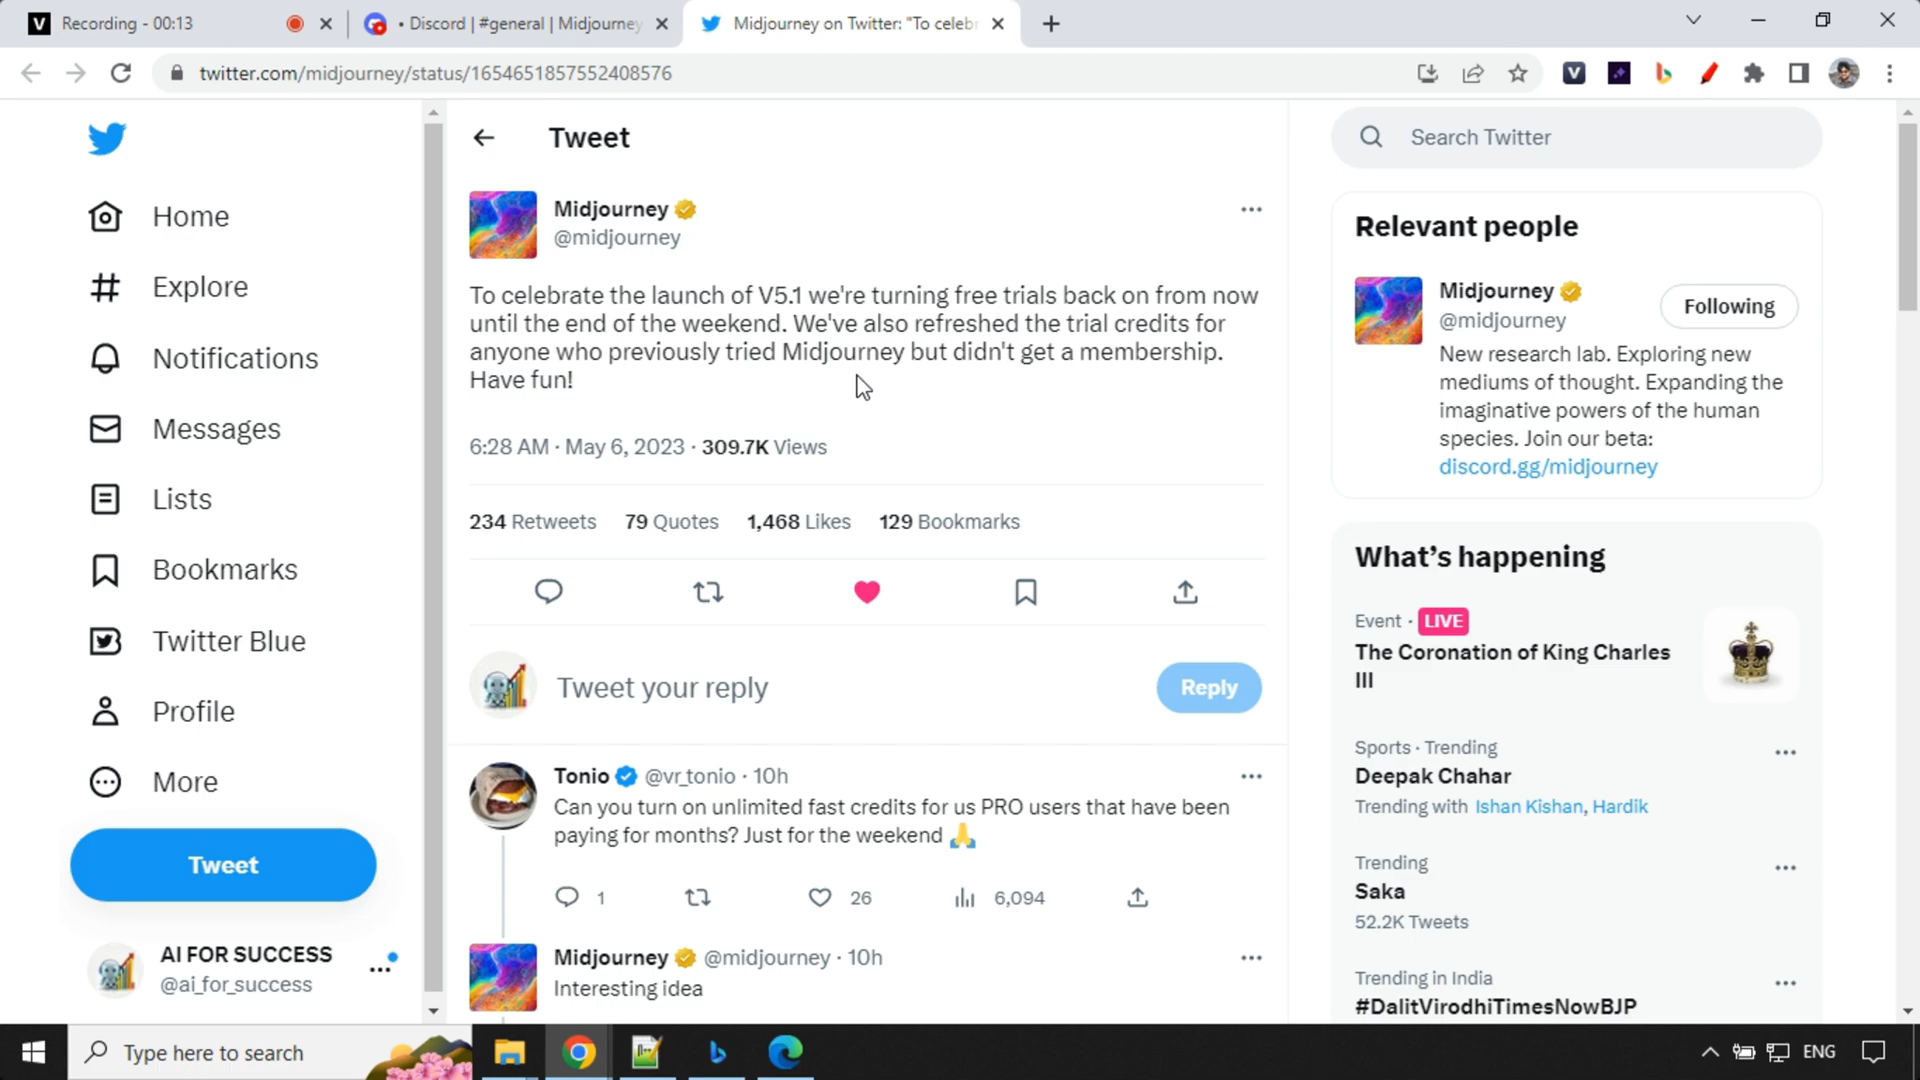 V Recording - 00:13
• Discord | #general | Midjourney
Midjourney on Twitter: "To celeb
twitter.com/midjourney/status/1654651857552408576
Home
Explore
Notifications
Messages
Lists
Bookmarks
Twitter Blue
Profile
More
Tweet
AI FOR SUCCESS
@ai_for_success
Tweet
Midjourney
@midjourney
To celebrate the launch of V5.1 we're turning free trials back on from now
until the end of the weekend. We've also refreshed the trial credits for
anyone who previously tried Midjourney but didn't get a membership.
Have fun!
6:28 AM · May 6, 2023 · 309.7K Views
234 Retweets 79 Quotes 1,468 Likes 129 Bookmarks
Tweet your reply
Reply
Tonio @vr_tonio · 10h
Can you turn on unlimited fast credits for us PRO users that have been
paying for months? Just for the weekend 🙏
1 26 6,094
Midjourney @midjourney · 10h
Interesting idea
Search Twitter
Relevant people
Midjourney
@midjourney
Following
New research lab. Exploring new
mediums of thought. Expanding the
imaginative powers of the human
species. Join our beta:
discord.gg/midjourney
What's happening
Event · LIVE
The Coronation of King Charles
III
Sports · Trending
Deepak Chahar
Trending with Ishan Kishan, Hardik
Trending
Saka
52.2K Tweets
Trending in India
#DalitVirodhiTimesNowBJP
Type here to search
ENG